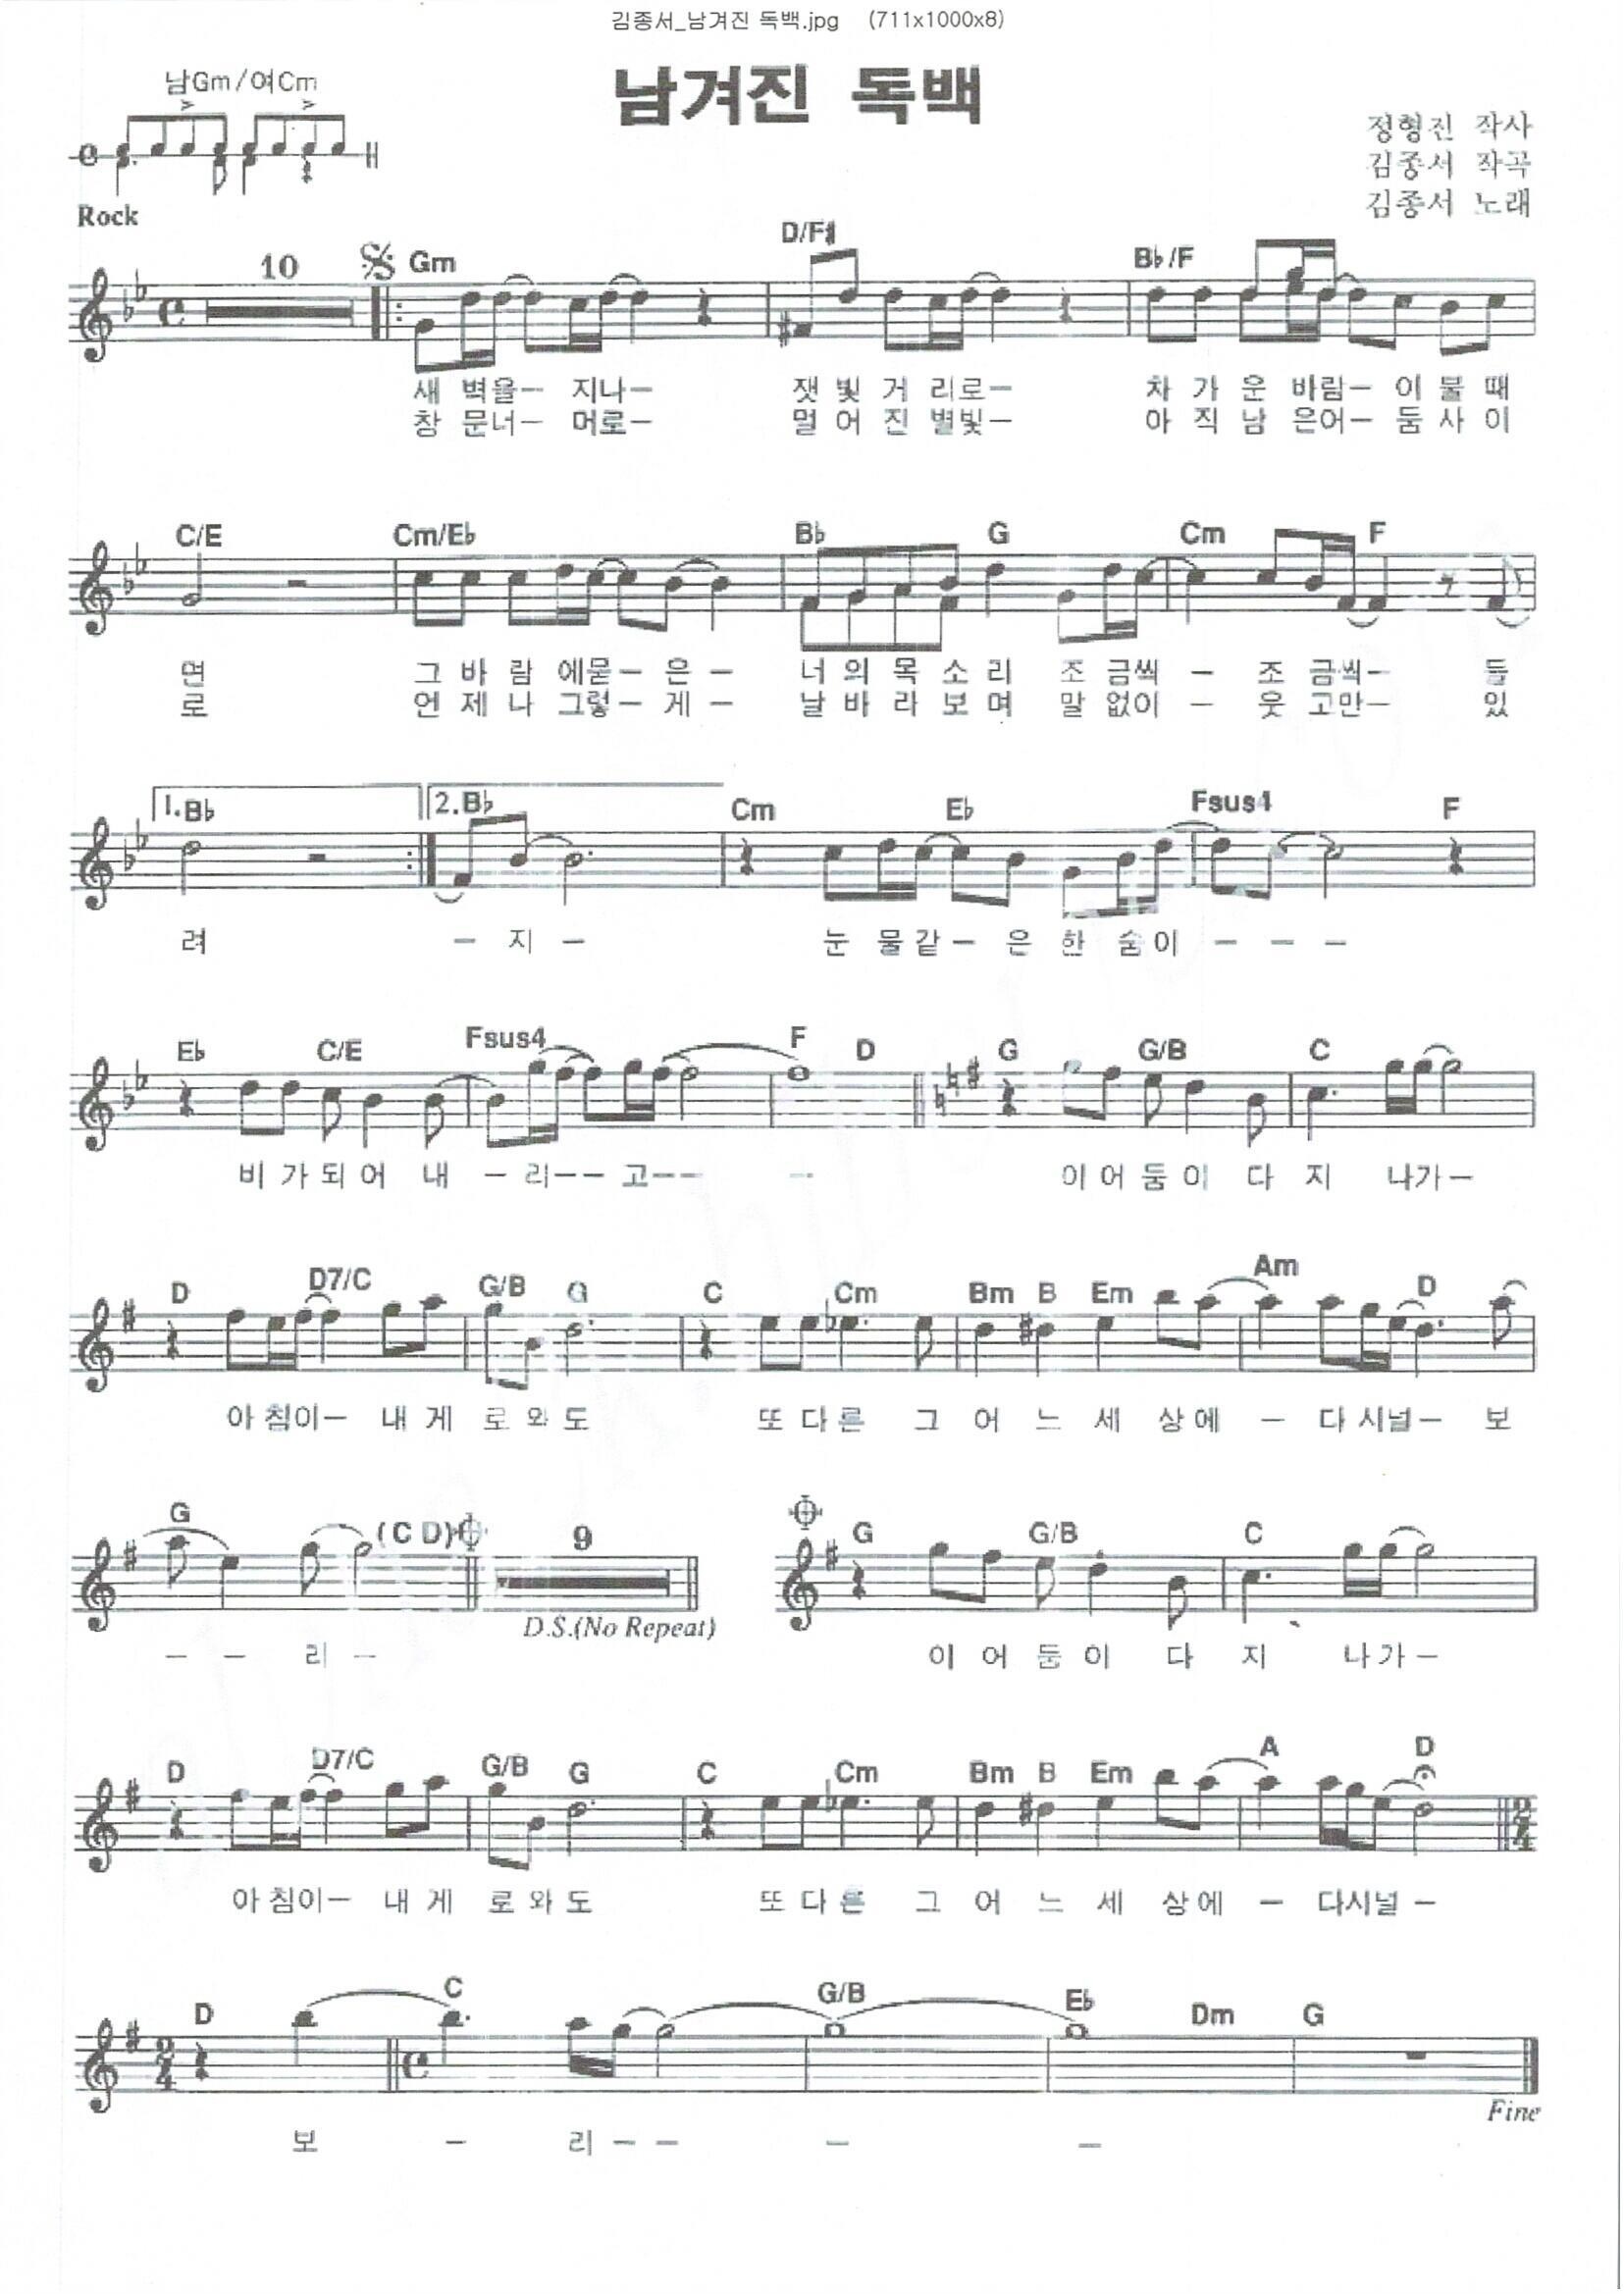 김종서_남겨진 독백.jpg (711x1000x8)
남겨진 독백
남Gm/여Cm
정형진 작사
김종서 작곡
김종서 노래
Rock
10 Gm D/F♯ B♭/F
새 벽을- 지나- 잿 빛 거 리로- 차 가 운 바람- 이 불 때
창 문너- 머로- 멀 어 진 별빛- 아 직 남 은어- 둠 사 이
C/E Cm/E♭ B♭ G Cm F
면 그 바 람 에묻- 은 - 너 의 목 소 리 조 금씩 - 조 금씩- 들
로 언 제 나 그렇- 게 - 날 바 라 보 며 말 없이 - 웃 고만- 있
1.B♭ 2.B♭ Cm E♭ Fsus4 F
려 - 지 - 눈 물같- 은 한 숨이 - - -
E♭ C/E Fsus4 F D G G/B C
비 가되어 내 - 리-- 고-- -- 이어둠이 다 지 나가-
D D7/C G/B G C Cm Bm B Em Am D
아침이- 내게 로와도 또다른 그 어 느 세 상에 - 다시널- 보
G (C D) 9 G G/B C
- - 리 - 이 어 둠 이 다 지 나가-
D.S.(No Repeat)
D D7/C G/B G C Cm Bm B Em A D
아침이- 내게 로와도 또다른 그 어 느 세 상에 - 다시널 -
D C G/B E♭ Dm G
보 - 리-- - -
Fine